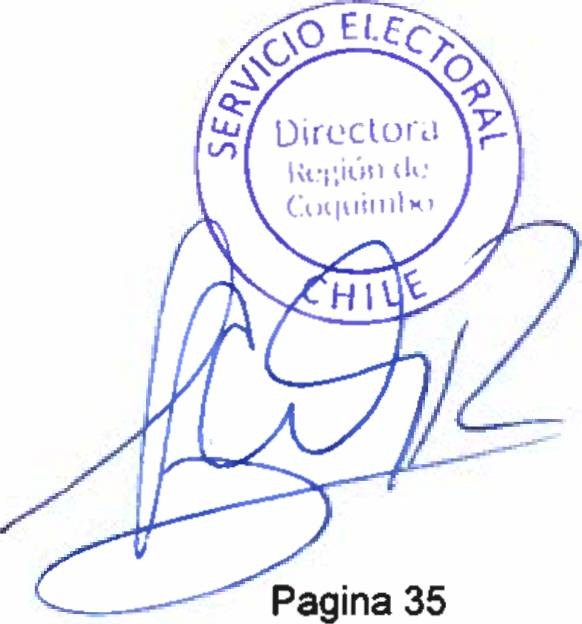 SERVICIO ELECTORAL
Directora
Región de
Coquimbo
CHILE
Pagina 35